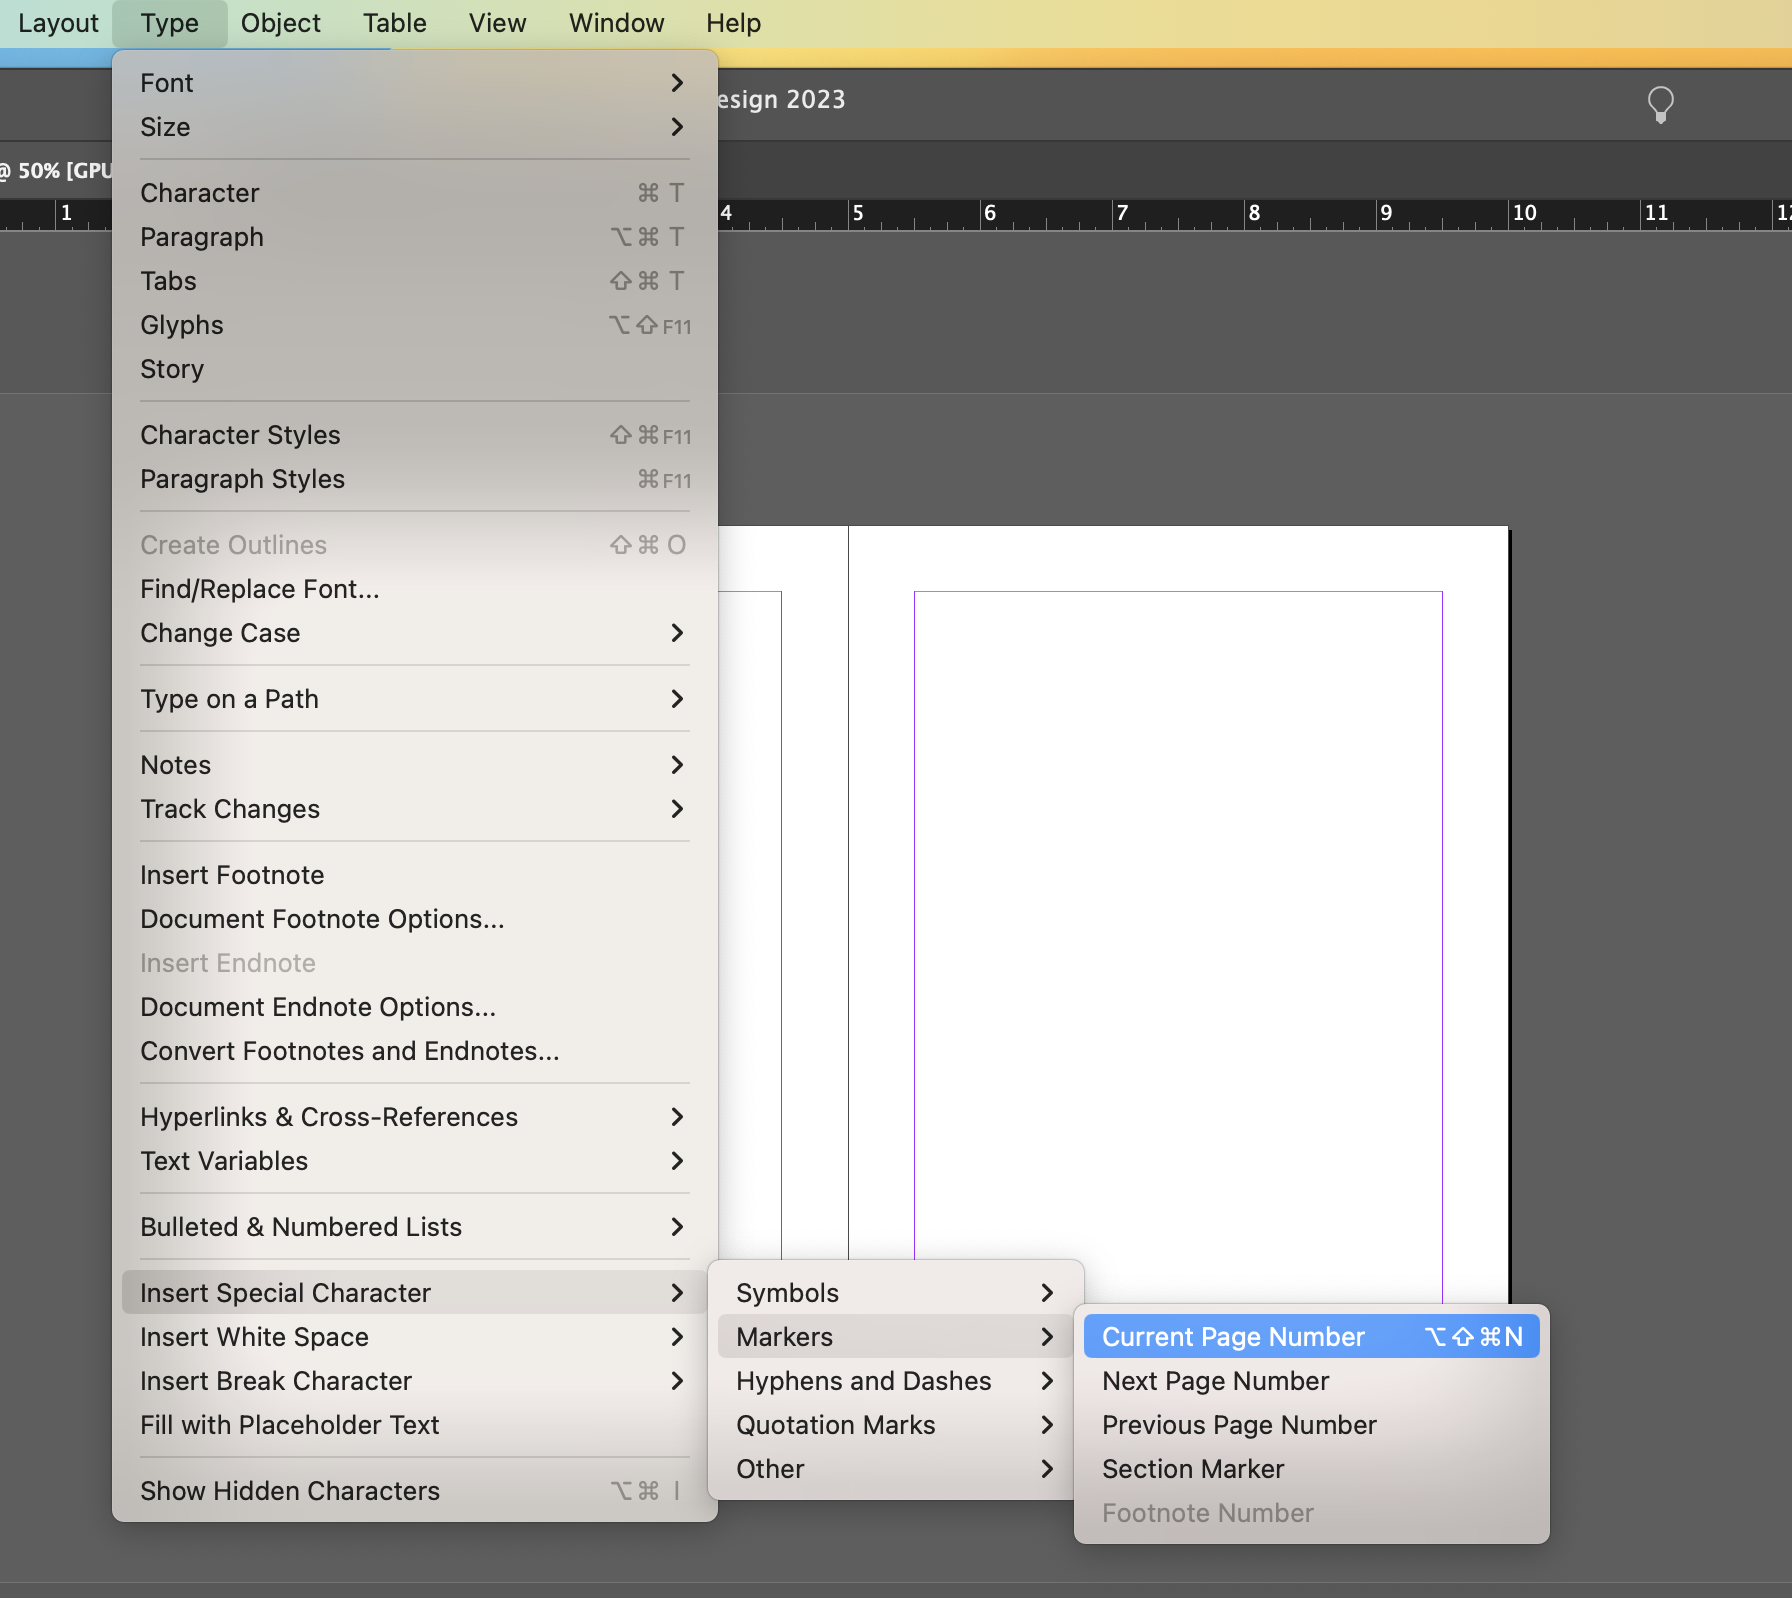 Layout Type Object Table View Window Help
esign 2023
@ 50% [GPU
1 4 5 6 7 8 9 10 11 12
Font
Size
Character ⌘ T
Paragraph ⌥⌘ T
Tabs ⇧⌘ T
Glyphs ⌥⇧F11
Story
Character Styles ⇧⌘F11
Paragraph Styles ⌘F11
Create Outlines ⇧⌘ O
Find/Replace Font...
Change Case
Type on a Path
Notes
Track Changes
Insert Footnote
Document Footnote Options...
Insert Endnote
Document Endnote Options...
Convert Footnotes and Endnotes...
Hyperlinks & Cross-References
Text Variables
Bulleted & Numbered Lists
Insert Special Character
Insert White Space
Insert Break Character
Fill with Placeholder Text
Show Hidden Characters ⌥⌘ I
Symbols
Markers
Hyphens and Dashes
Quotation Marks
Other
Current Page Number ⌥⇧⌘N
Next Page Number
Previous Page Number
Section Marker
Footnote Number